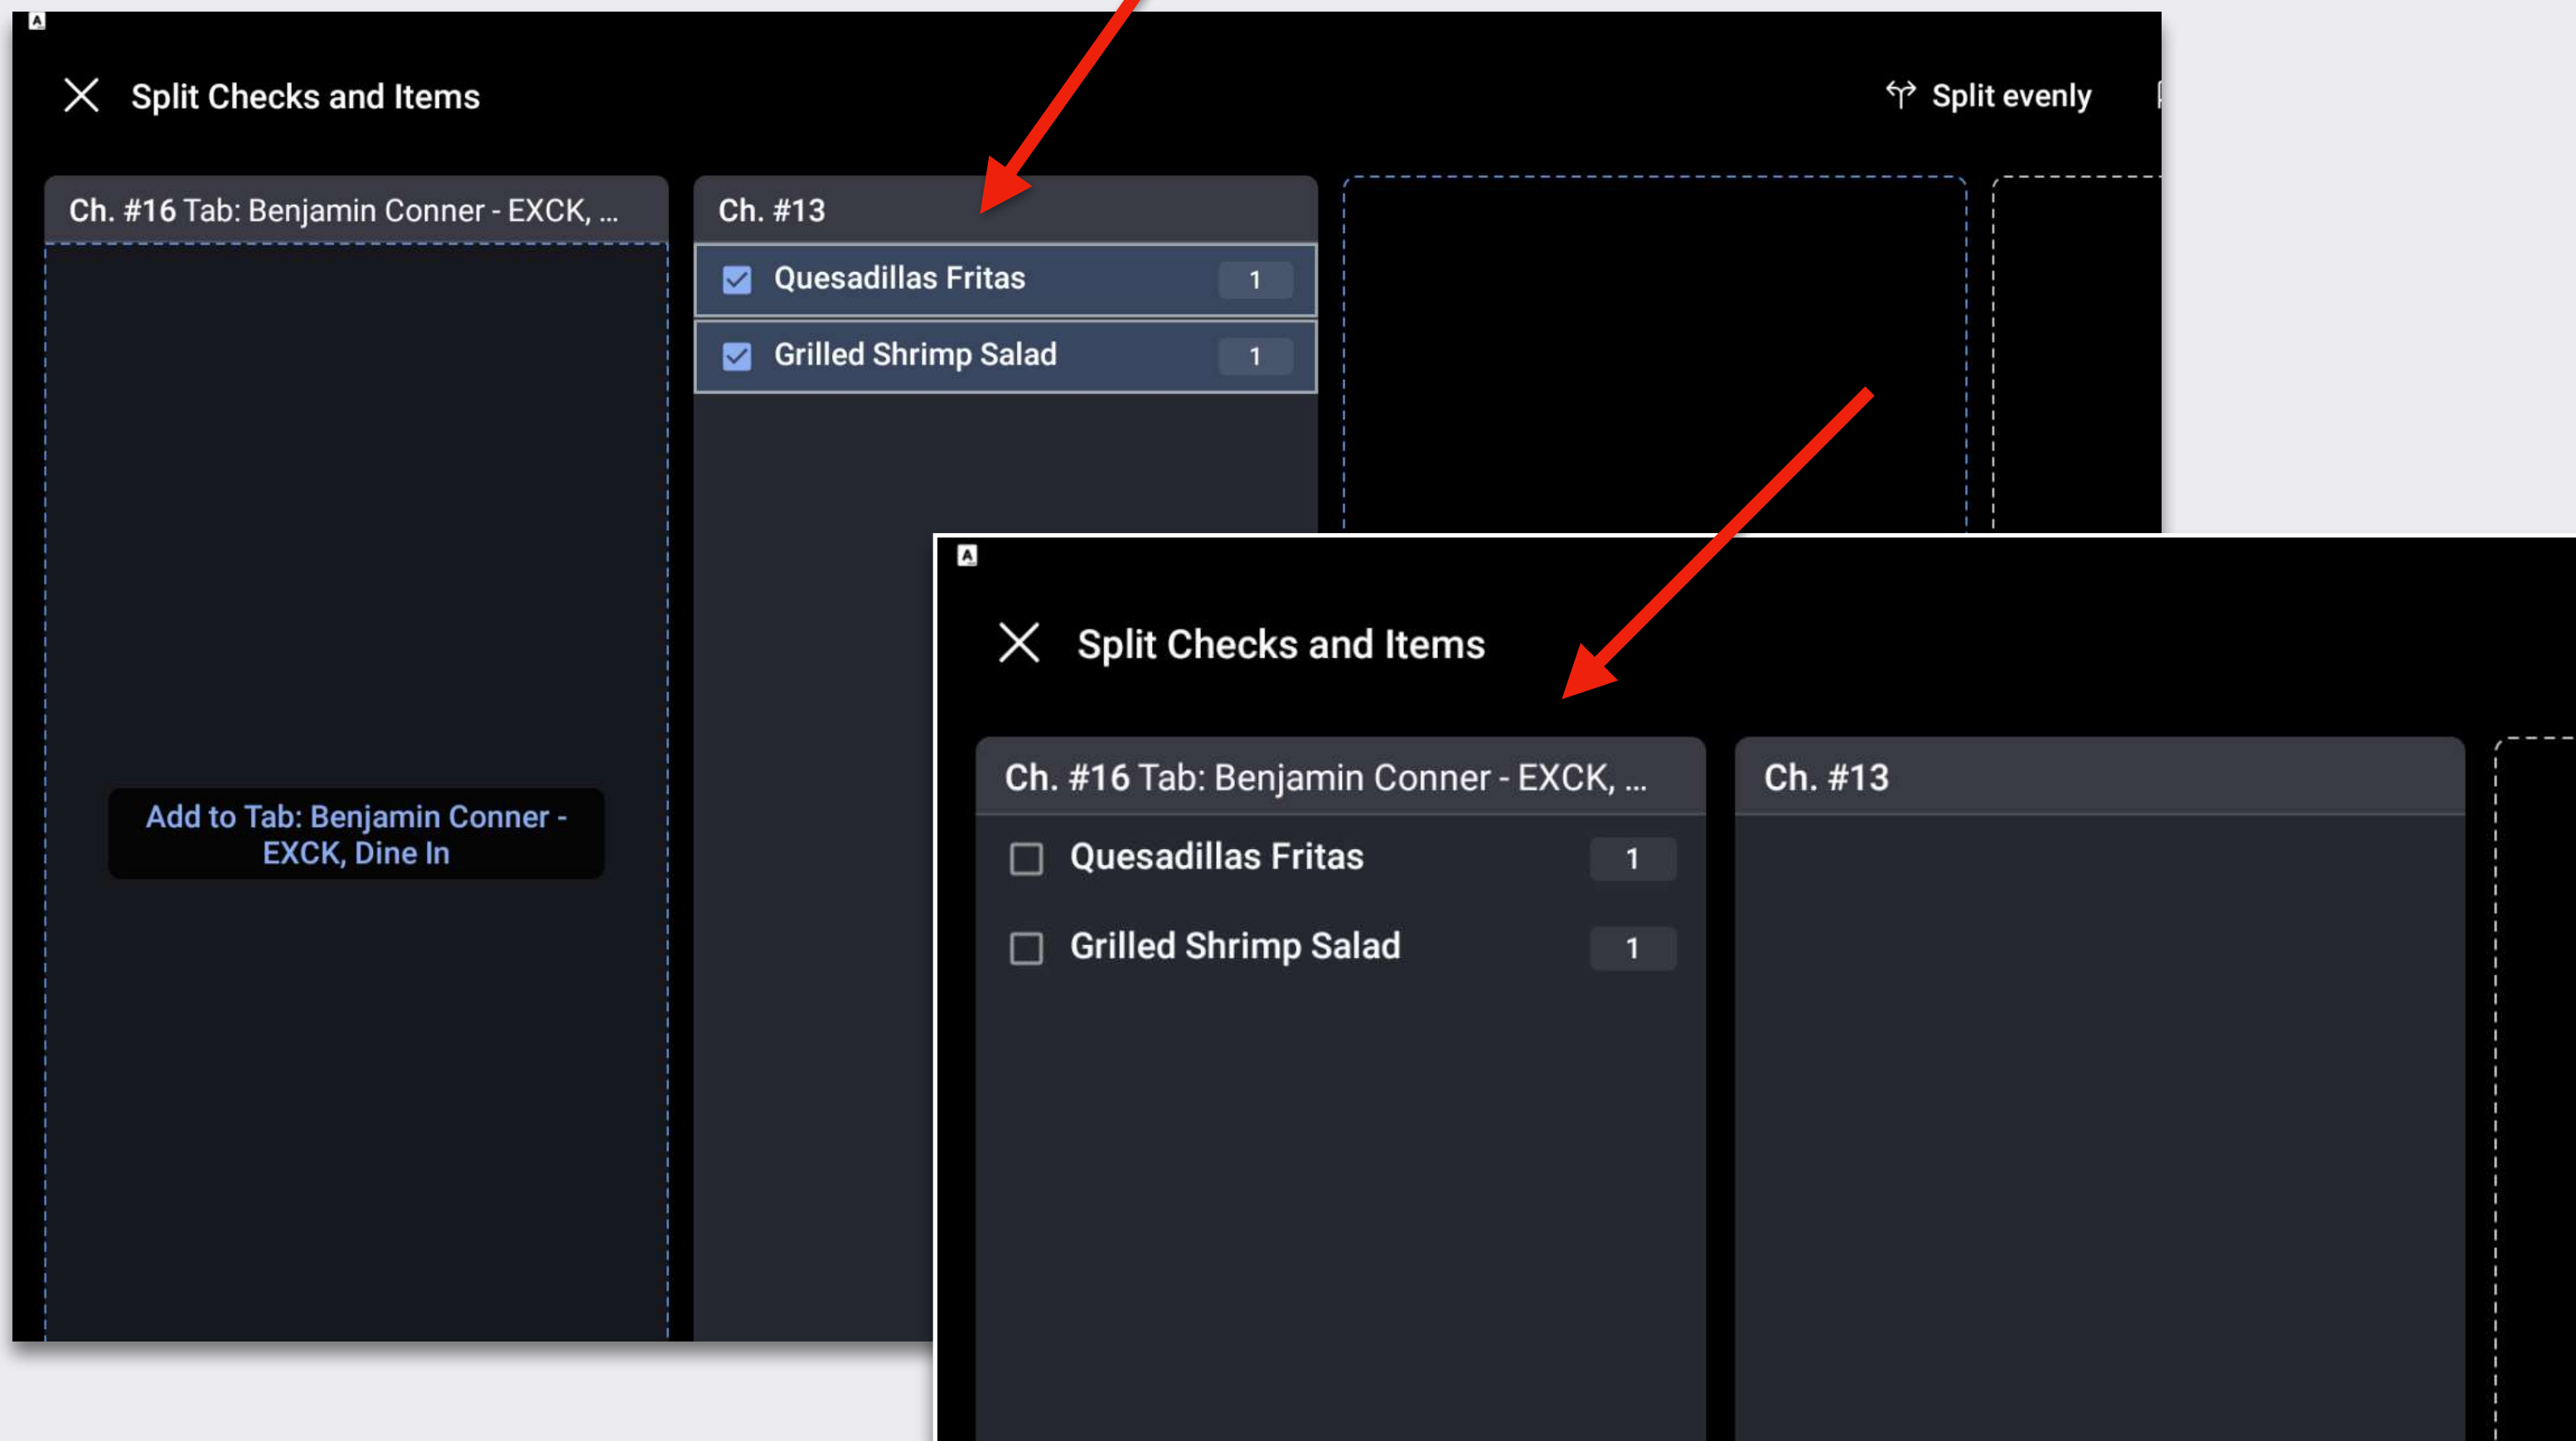 A
Split Checks and Items
Split evenly
Ch. #16 Tab: Benjamin Conner - EXCK, ...
Ch. #13
Quesadillas Fritas 1
Grilled Shrimp Salad 1
Add to Tab: Benjamin Conner -
EXCK, Dine In
A
Split Checks and Items
Ch. #16 Tab: Benjamin Conner - EXCK, ...
Ch. #13
Quesadillas Fritas 1
Grilled Shrimp Salad 1